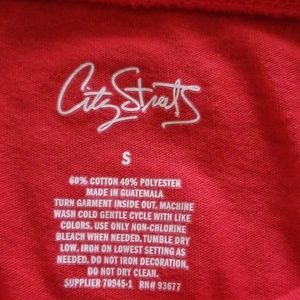 City Streets
S
60% COTTON 40% POLYESTER
MADE IN GUATEMALA
TURN GARMENT INSIDE OUT. MACHINE
WASH COLD GENTLE CYCLE WITH LIKE
COLORS. USE ONLY NON-CHLORINE
BLEACH WHEN NEEDED. TUMBLE DRY
LOW. IRON ON LOWEST SETTING AS
NEEDED. DO NOT IRON DECORATION.
DO NOT DRY CLEAN.
SUPPLIER 70945-1 RN# 93677